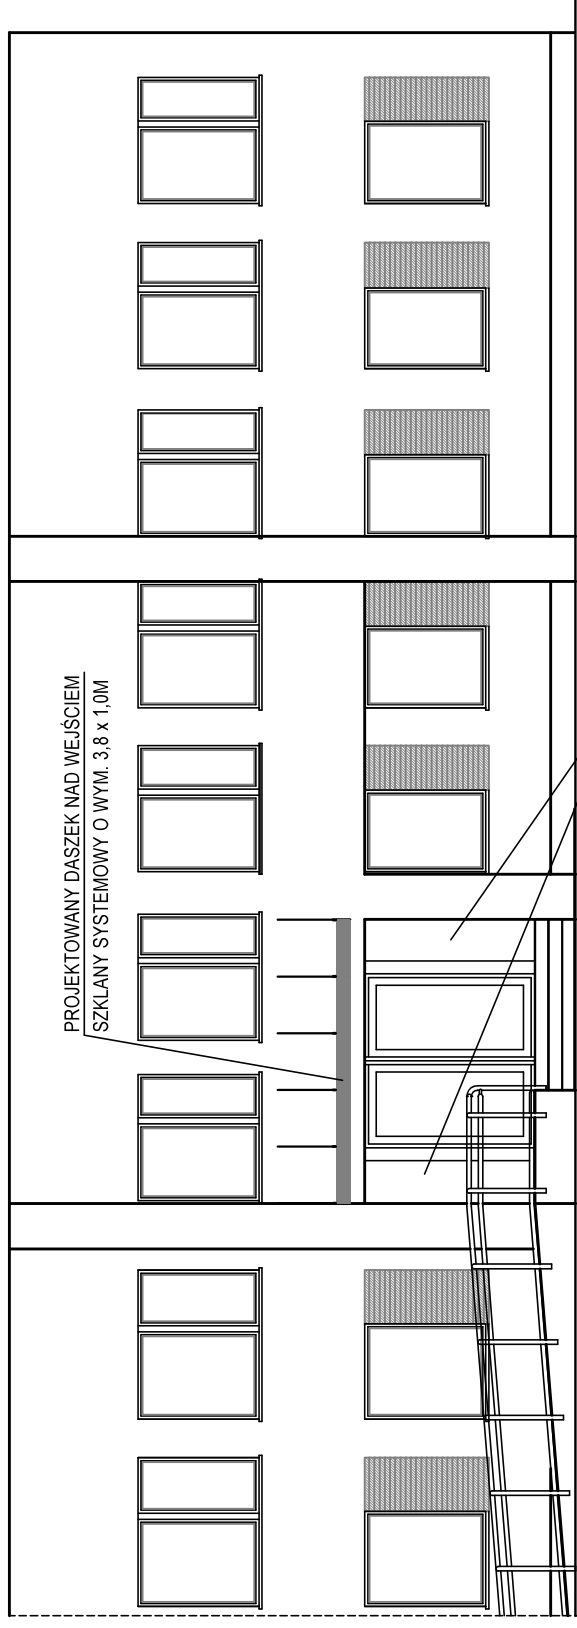 PROJEKTOWANY DASZEK NAD WEJŚCIEM
SZKLANY SYSTEMOWY O WYM. 3,8 x 1,0M